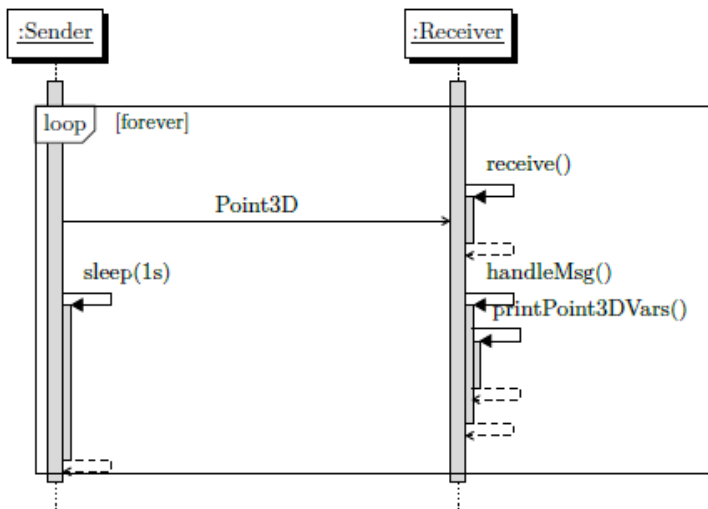 :Sender
:Receiver
loop
[forever]
receive()
Point3D
sleep(1s)
handleMsg()
printPoint3DVars()